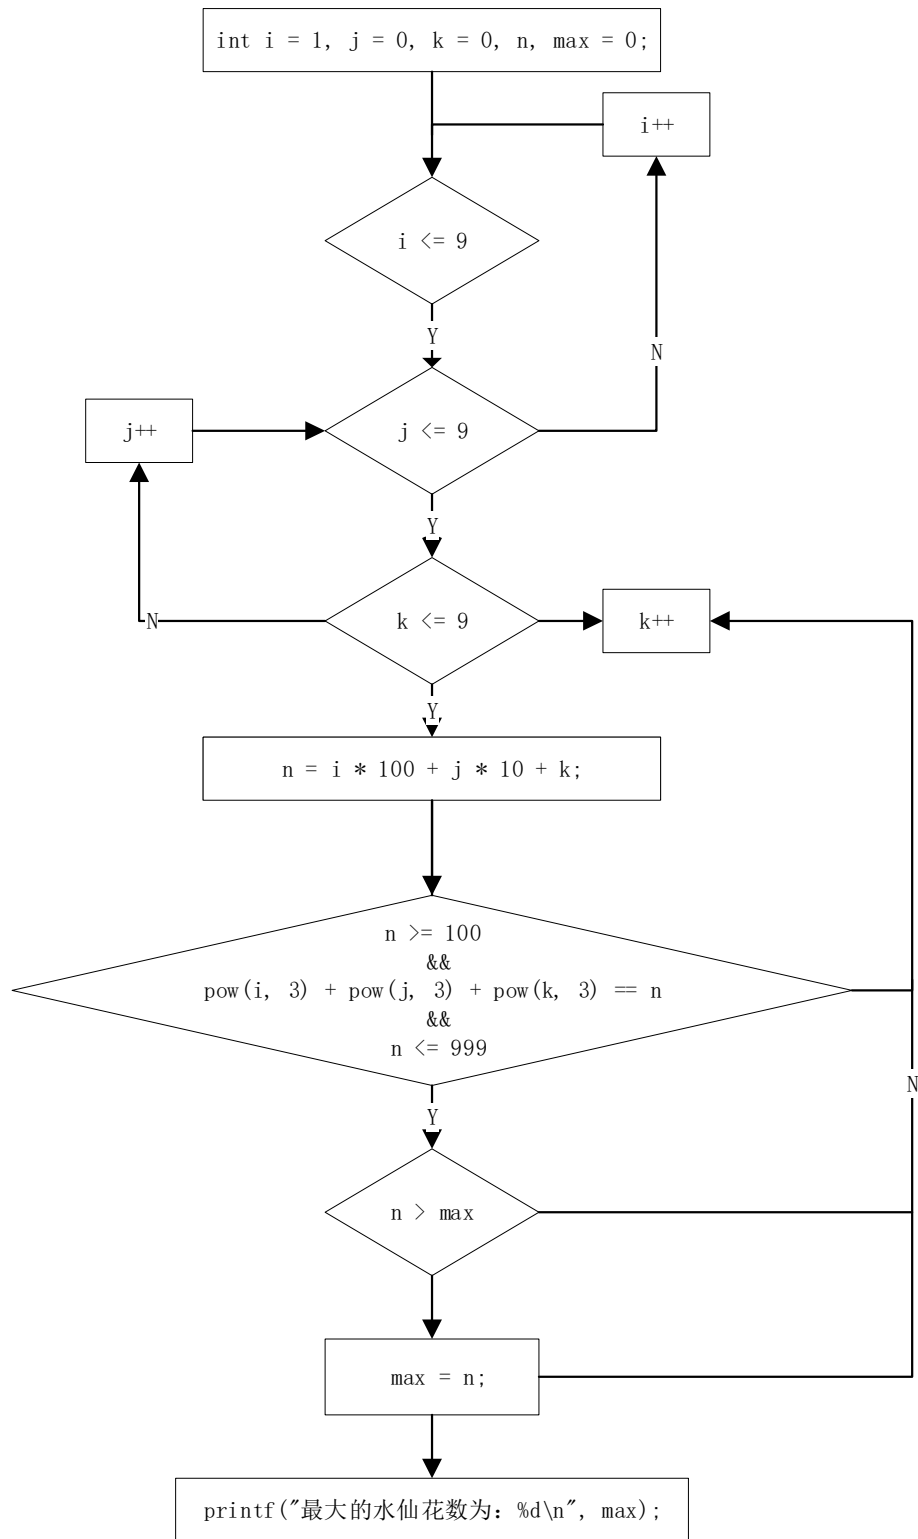 int i = 1, j = 0, k = 0, n, max = 0;
i++
i <= 9
Y
N
j++
j <= 9
Y
N
k <= 9
k++
Y
n = i * 100 + j * 10 + k;
n >= 100
&&
pow(i, 3) + pow(j, 3) + pow(k, 3) == n
&&
n <= 999
N
Y
n > max
max = n;
printf("最大的水仙花数为: %d\n", max);